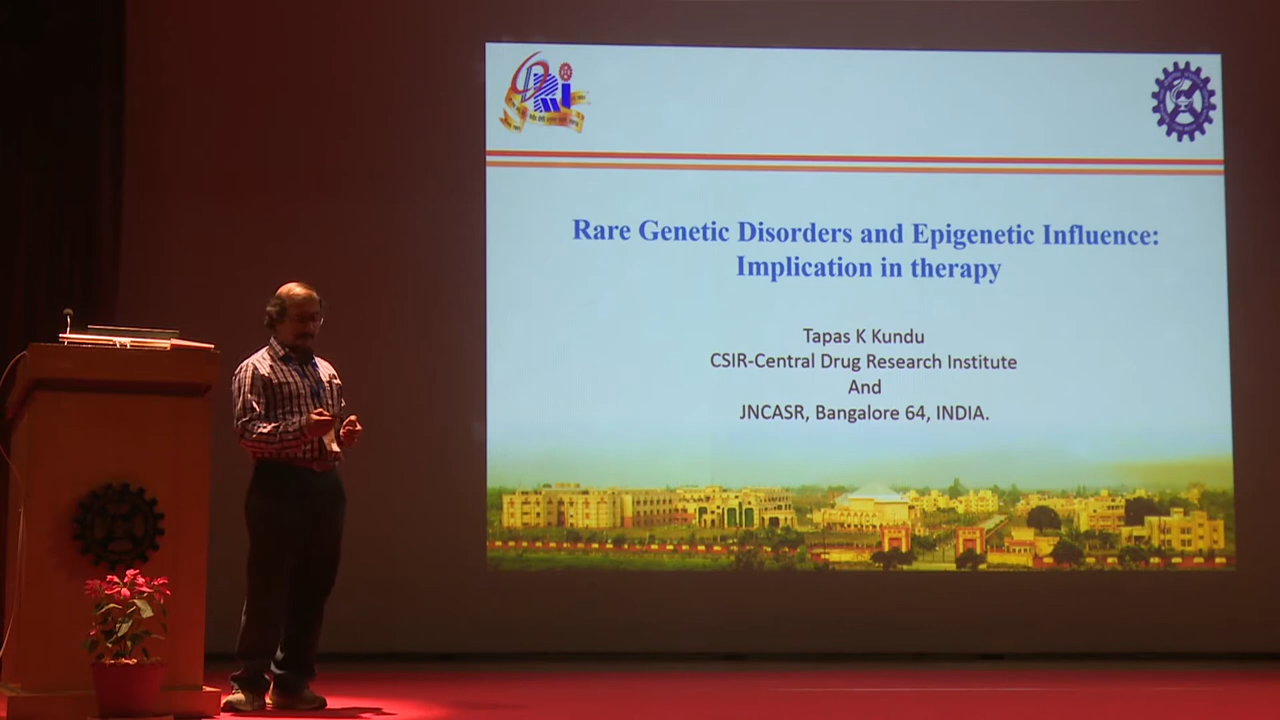 Rare Genetic Disorders and Epigenetic Influence:
Implication in therapy
Tapas K Kundu
CSIR-Central Drug Research Institute
And
JNCASR, Bangalore 64, INDIA.